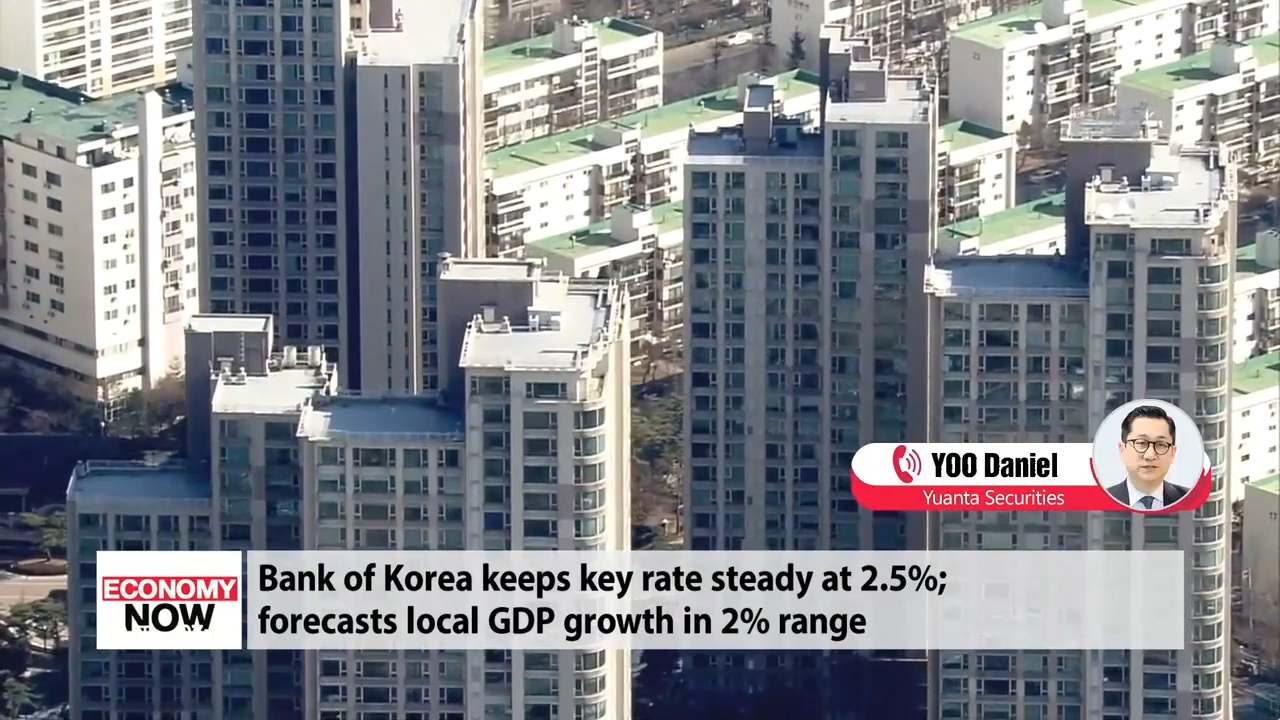 YOO Daniel
Yuanta Securities
ECONOMY
NOW
Bank of Korea keeps key rate steady at 2.5%;
forecasts local GDP growth in 2% range